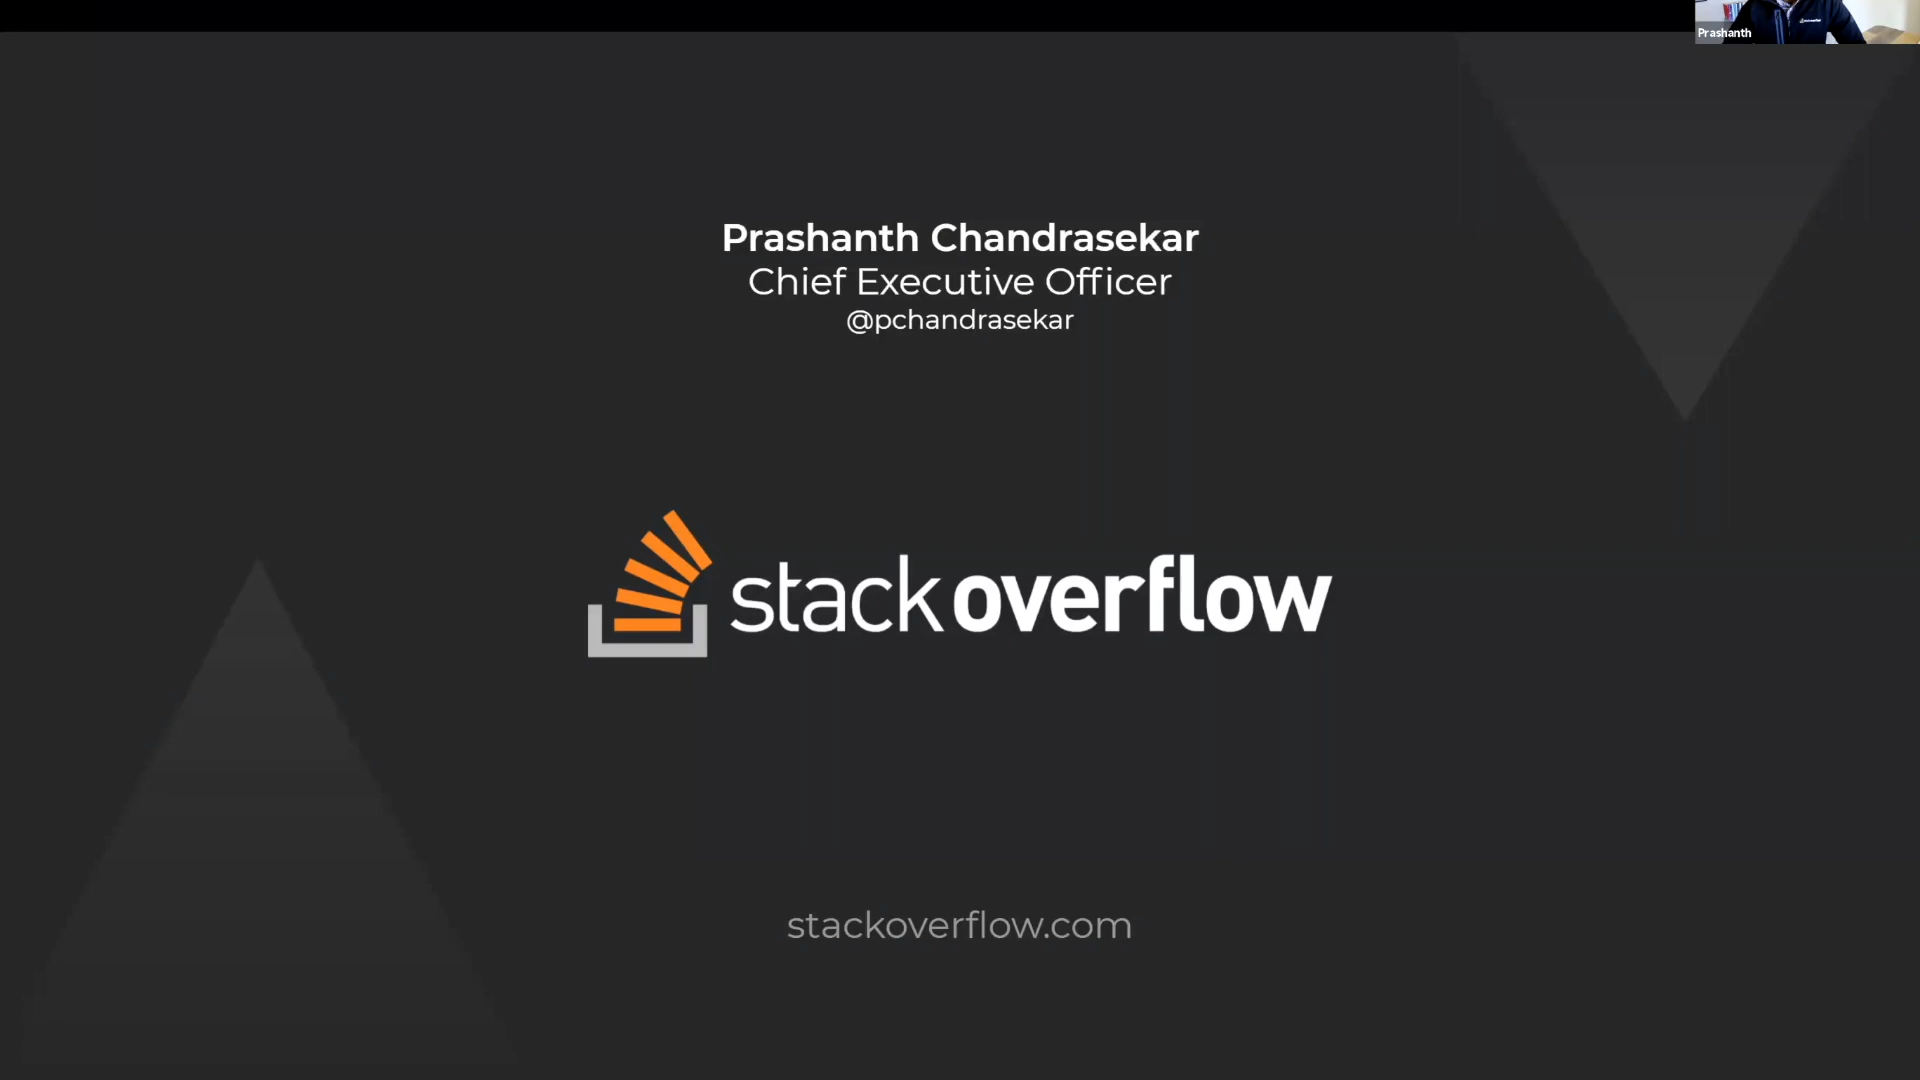 Prashanth
Prashanth Chandrasekar
Chief Executive Officer
@pchandrasekar
stackoverflow
stackoverflow.com